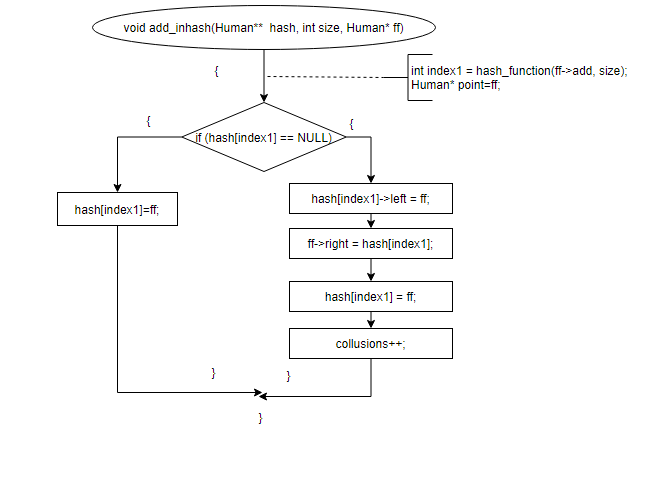 void add_inhash(Human** hash, int size, Human* ff)
{
int index1 = hash_function(ff->add, size);
Human* point=ff;
{
{
if (hash[index1] == NULL)
hash[index1]=ff;
hash[index1]->left = ff;
ff->right = hash[index1];
hash[index1] = ff;
collusions++;
}
}
}